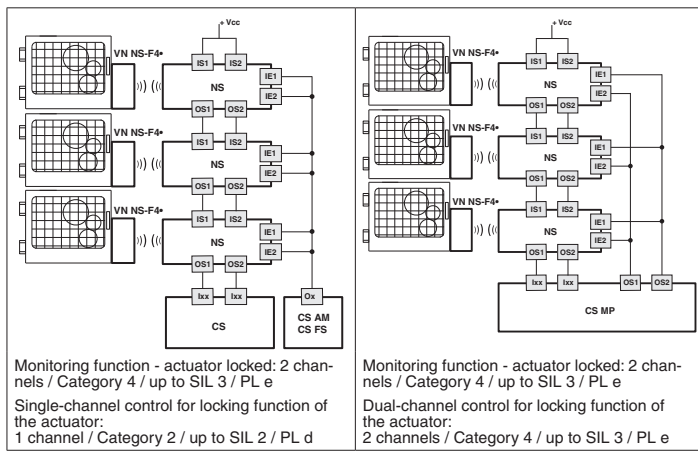 + Vcc
VN NS-F4•
IS1 IS2
IE1
NS
IE2
OS1 OS2
VN NS-F4•
IS1 IS2
IE1
NS
IE2
OS1 OS2
VN NS-F4•
IS1 IS2
IE1
NS
IE2
OS1 OS2
Ixx Ixx
Ox
CS
CS AM
CS FS
Monitoring function - actuator locked: 2 chan-
nels / Category 4 / up to SIL 3 / PL e
Single-channel control for locking function of
the actuator:
1 channel / Category 2 / up to SIL 2 / PL d
+ Vcc
VN NS-F4•
IS1 IS2
IE1
NS
IE2
OS1 OS2
VN NS-F4•
IS1 IS2
IE1
NS
IE2
OS1 OS2
VN NS-F4•
IS1 IS2
IE1
NS
IE2
OS1 OS2
Ixx Ixx OS1 OS2
CS MP
Monitoring function - actuator locked: 2 chan-
nels / Category 4 / up to SIL 3 / PL e
Dual-channel control for locking function of
the actuator:
2 channels / Category 4 / up to SIL 3 / PL e